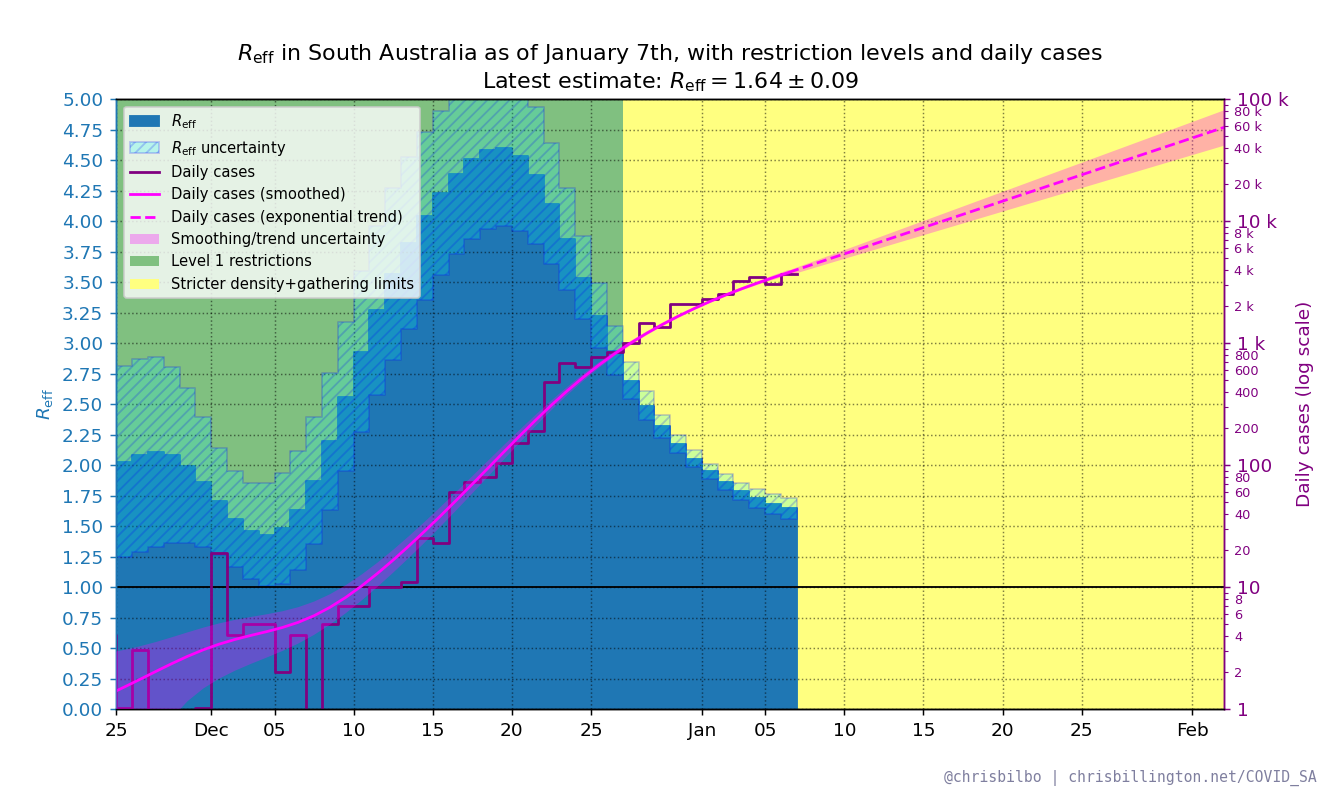 Reff in South Australia as of January 7th, with restriction levels and daily cases
Latest estimate: Reff = 1.64 ± 0.09
Reff
Reff uncertainty
Daily cases
Daily cases (smoothed)
Daily cases (exponential trend)
Smoothing/trend uncertainty
Level 1 restrictions
Stricter density+gathering limits
Reff
5.00
4.75
4.50
4.25
4.00
3.75
3.50
3.25
3.00
2.75
2.50
2.25
2.00
1.75
1.50
1.25
1.00
0.75
0.50
0.25
0.00
100 k
80 k
60 k
40 k
20 k
10 k
8 k
6 k
4 k
2 k
1 k
800
600
400
200
100
80
60
40
20
10
8
6
4
2
1
Daily cases (log scale)
25 Dec 05 10 15 20 25 Jan 05 10 15 20 25 Feb
@chrisbilbo | chrisbillington.net/COVID_SA